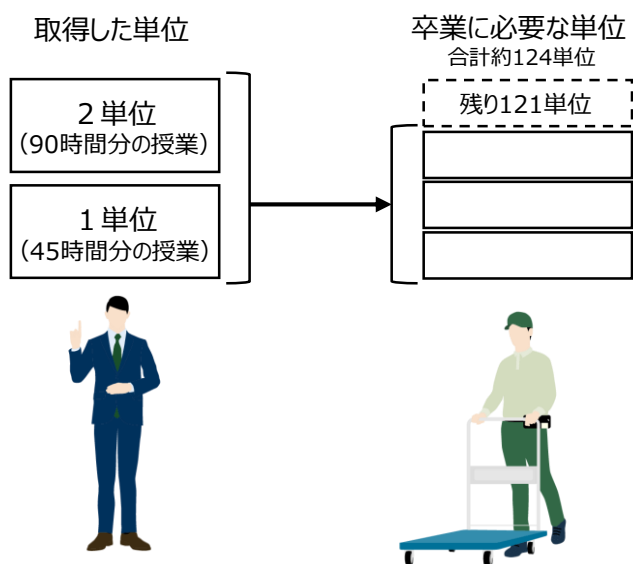 取得した単位
２単位
（90時間分の授業）
１単位
（45時間分の授業）
卒業に必要な単位
合計約124単位
残り121単位